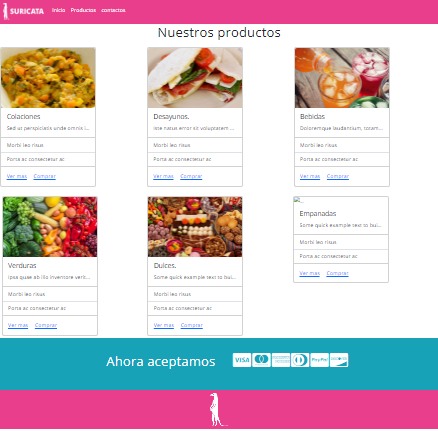 SURICATA Inicio Productos contactos
Nuestros productos
Colaciones
Sed ut perspiciatis unde omnis i...
Morbi leo risus
Porta ac consectetur ac
Ver mas Comprar
Desayunos.
Iste natus error sit voluptatem ...
Morbi leo risus
Porta ac consectetur ac
Ver mas Comprar
Bebidas
Doloremque laudantium, totam...
Morbi leo risus
Porta ac consectetur ac
Ver mas Comprar
Verduras
Ipsa quae ab illo inventore verit...
Morbi leo risus
Porta ac consectetur ac
Ver mas Comprar
Dulces.
Some quick example text to bui...
Morbi leo risus
Porta ac consectetur ac
Ver mas Comprar
Empanadas
Some quick example text to bui...
Morbi leo risus
Porta ac consectetur ac
Ver mas Comprar
Ahora aceptamos VISA PayPal